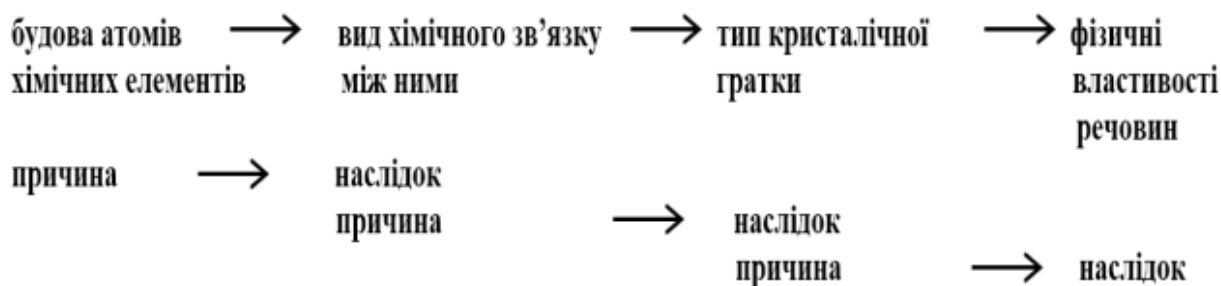 будова атомів → вид хімічного зв’язку → тип кристалічної → фізичні
хімічних елементів між ними гратки властивості
речовин
причина → наслідок
причина → наслідок
причина → наслідок